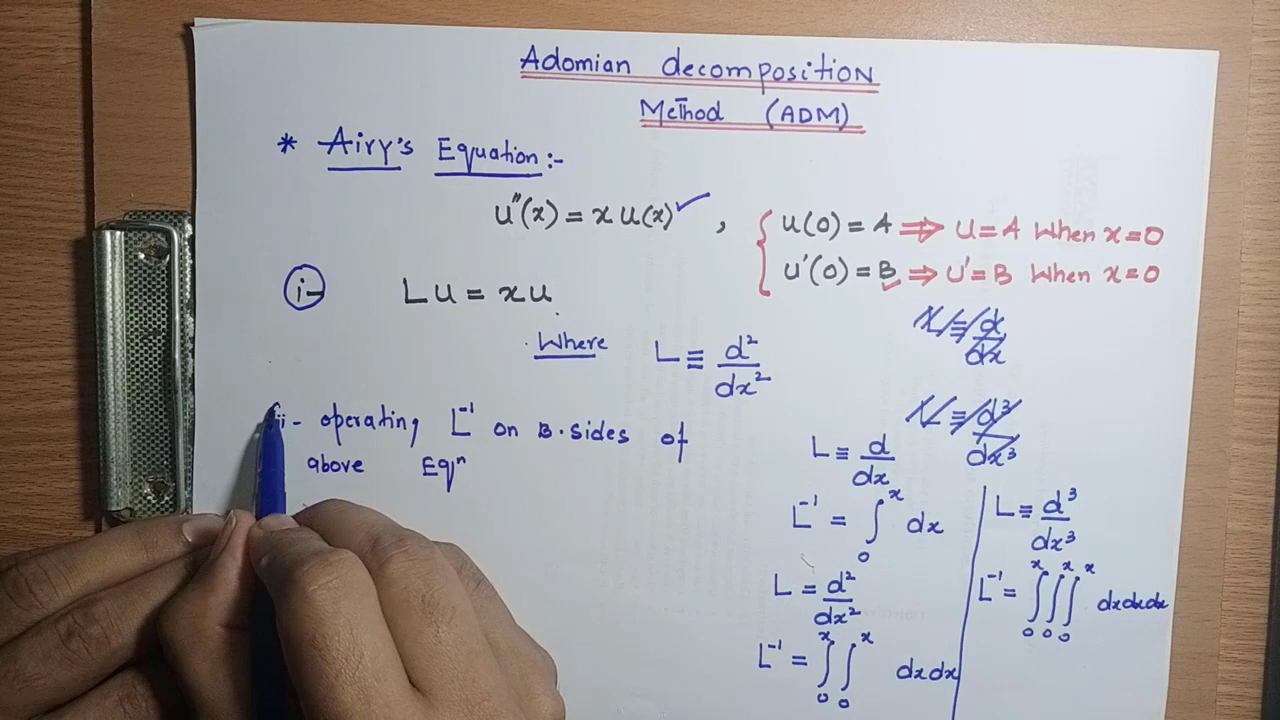 Adomian decomposition
Method (ADM)
* Airy's Equation :-
u''(x) = x u(x) ✓ ,
{ u(0) = A ⇒ u = A When x = 0
u'(0) = B ⇒ u' = B When x = 0
i- Lu = xu
Where L ≡ d²/dx²
ii- operating L⁻¹ on B.sides of
above Eqⁿ
L ≡ d/dx
L⁻¹ = ∫₀ˣ dx
L = d²/dx²
L⁻¹ = ∫₀ˣ ∫₀ˣ dxdx
L ≡ d³/dx³
L⁻¹ = ∫₀ˣ ∫₀ˣ ∫₀ˣ dxdxdx